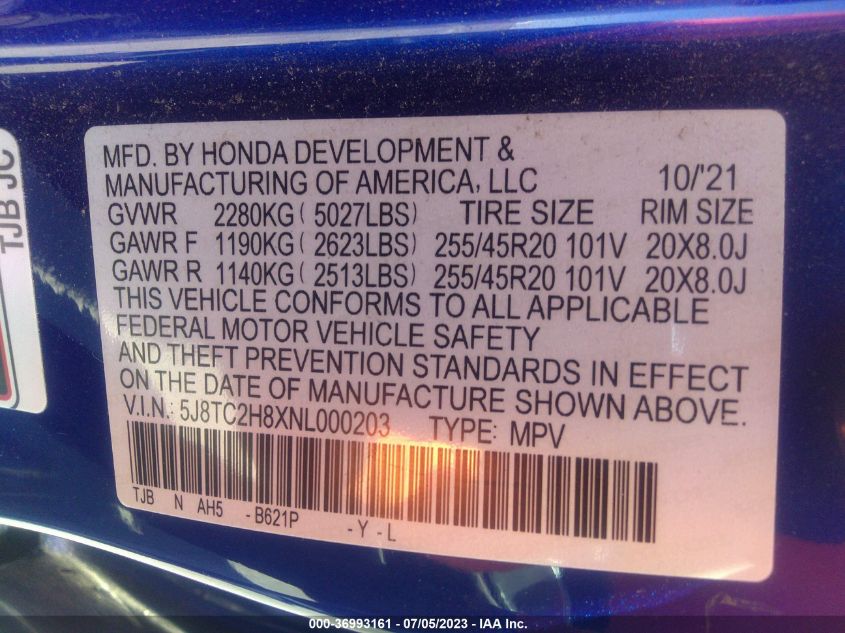 TJB JC
MFD. BY HONDA DEVELOPMENT &
MANUFACTURING OF AMERICA, LLC 10/'21
GVWR 2280KG ( 5027LBS) TIRE SIZE RIM SIZE
GAWR F 1190KG ( 2623LBS) 255/45R20 101V 20X8.0J
GAWR R 1140KG ( 2513LBS) 255/45R20 101V 20X8.0J
THIS VEHICLE CONFORMS TO ALL APPLICABLE
FEDERAL MOTOR VEHICLE SAFETY
AND THEFT PREVENTION STANDARDS IN EFFECT
ON THE DATE OF MANUFACTURE SHOWN ABOVE.
V.I.N.: 5J8TC2H8XNL000203 TYPE: MPV
TJB N AH5 -B621P -Y-L
000-36993161 - 07/05/2023 - IAA Inc.